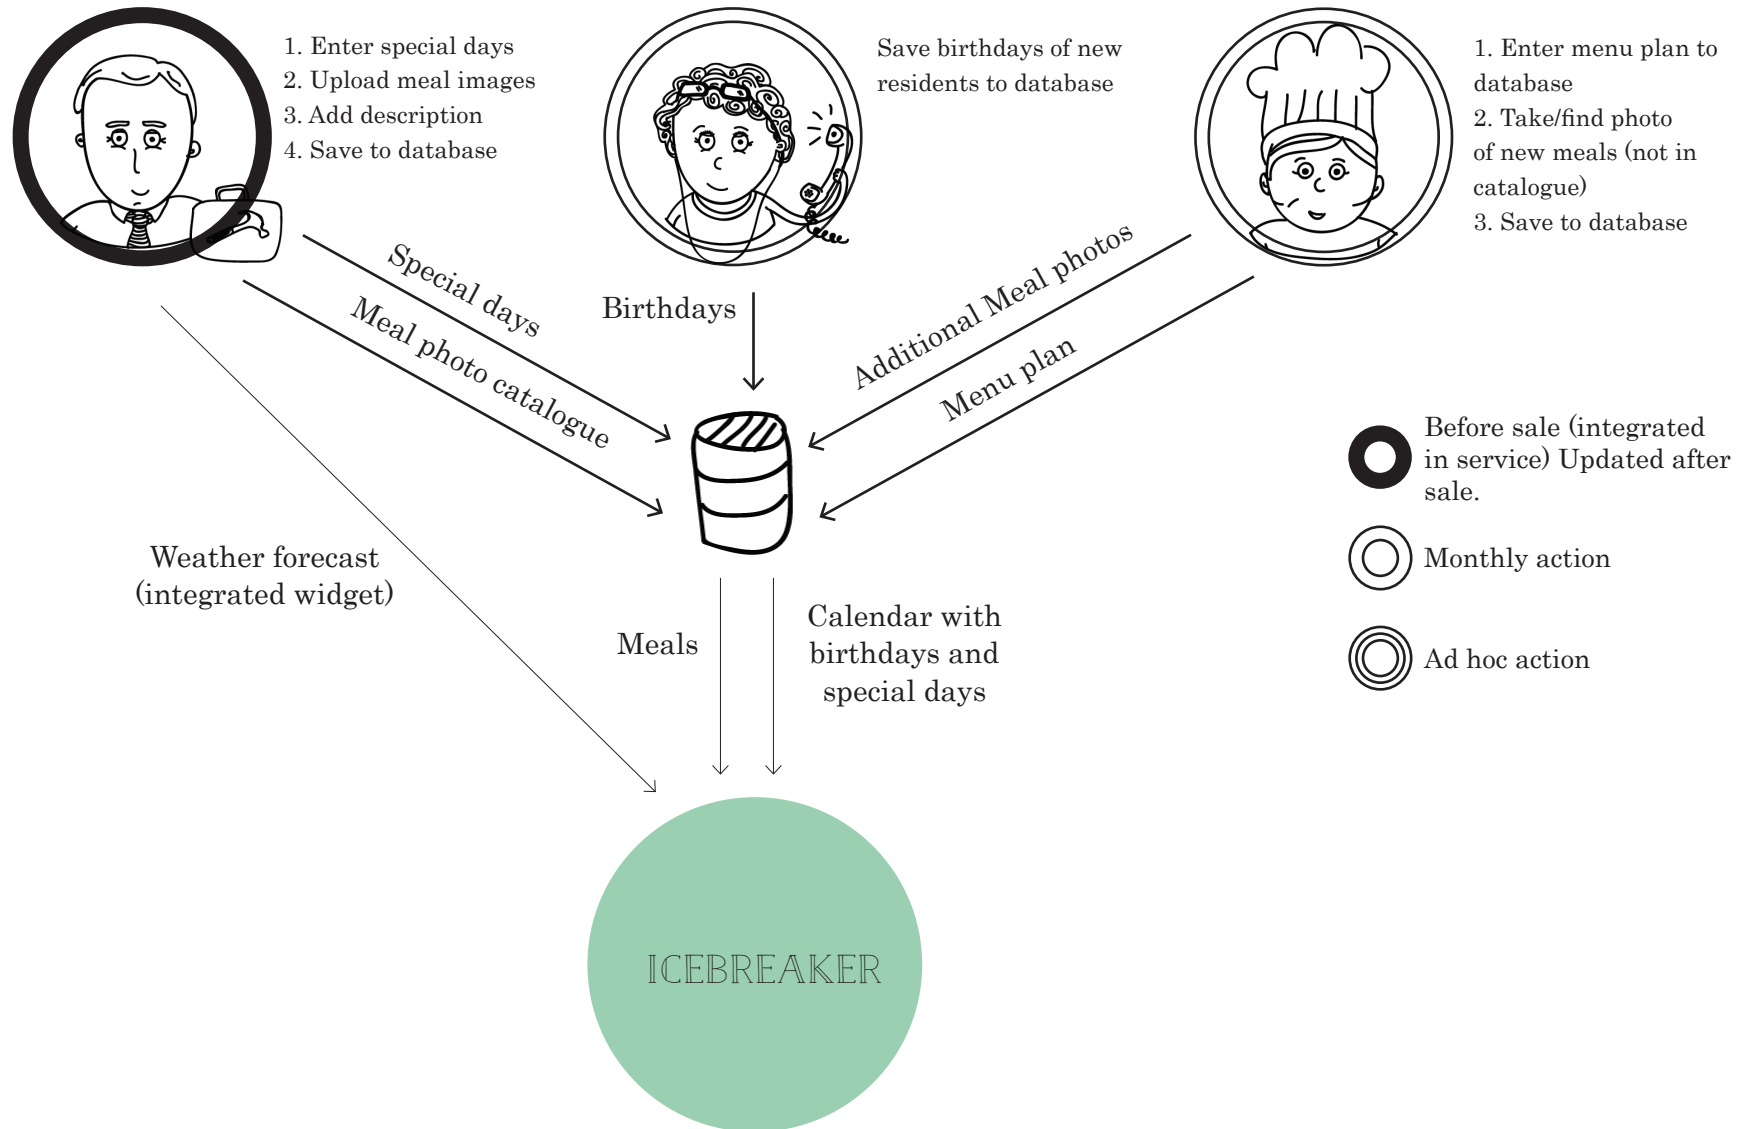 1. Enter special days
2. Upload meal images
3. Add description
4. Save to database
Save birthdays of new
residents to database
1. Enter menu plan to
database
2. Take/find photo
of new meals (not in
catalogue)
3. Save to database
Special days
Meal photo catalogue
Birthdays
Additional Meal photos
Menu plan
Before sale (integrated
in service) Updated after
sale.
Monthly action
Ad hoc action
Weather forecast
(integrated widget)
Meals
Calendar with
birthdays and
special days
ICEBREAKER